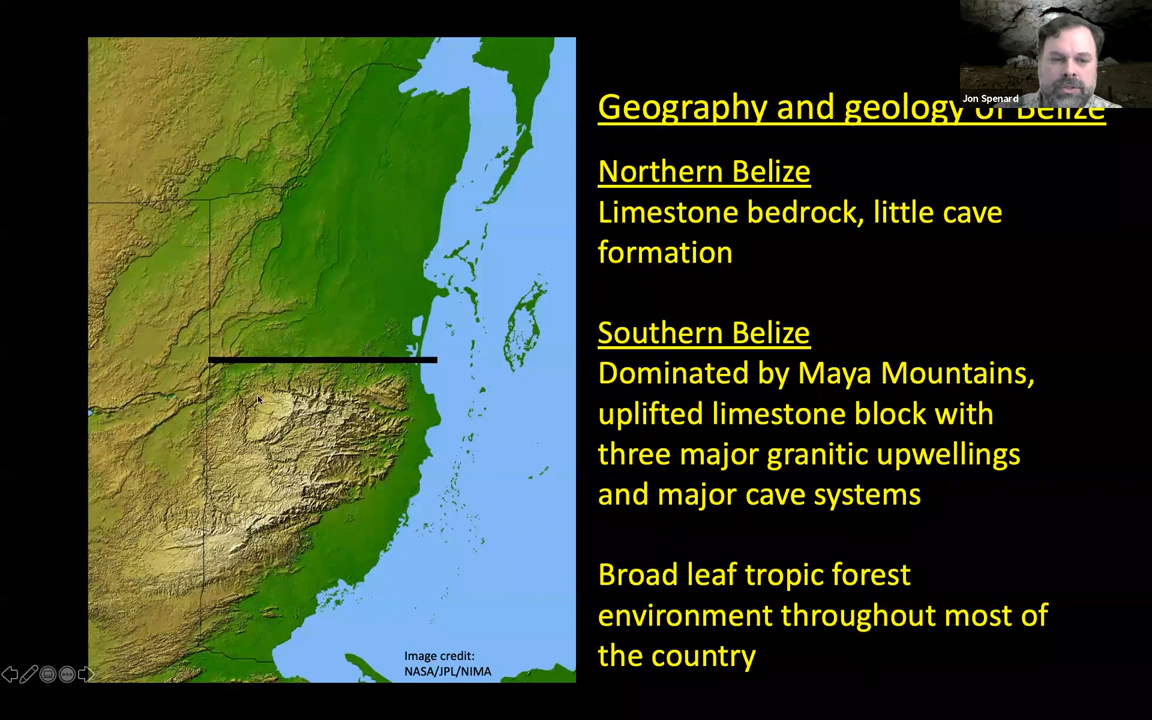 Jon Spenard
Geography and geology of Belize
Northern Belize
Limestone bedrock, little cave
formation
Southern Belize
Dominated by Maya Mountains,
uplifted limestone block with
three major granitic upwellings
and major cave systems
Broad leaf tropic forest
environment throughout most of
the country
Image credit:
NASA/JPL/NIMA